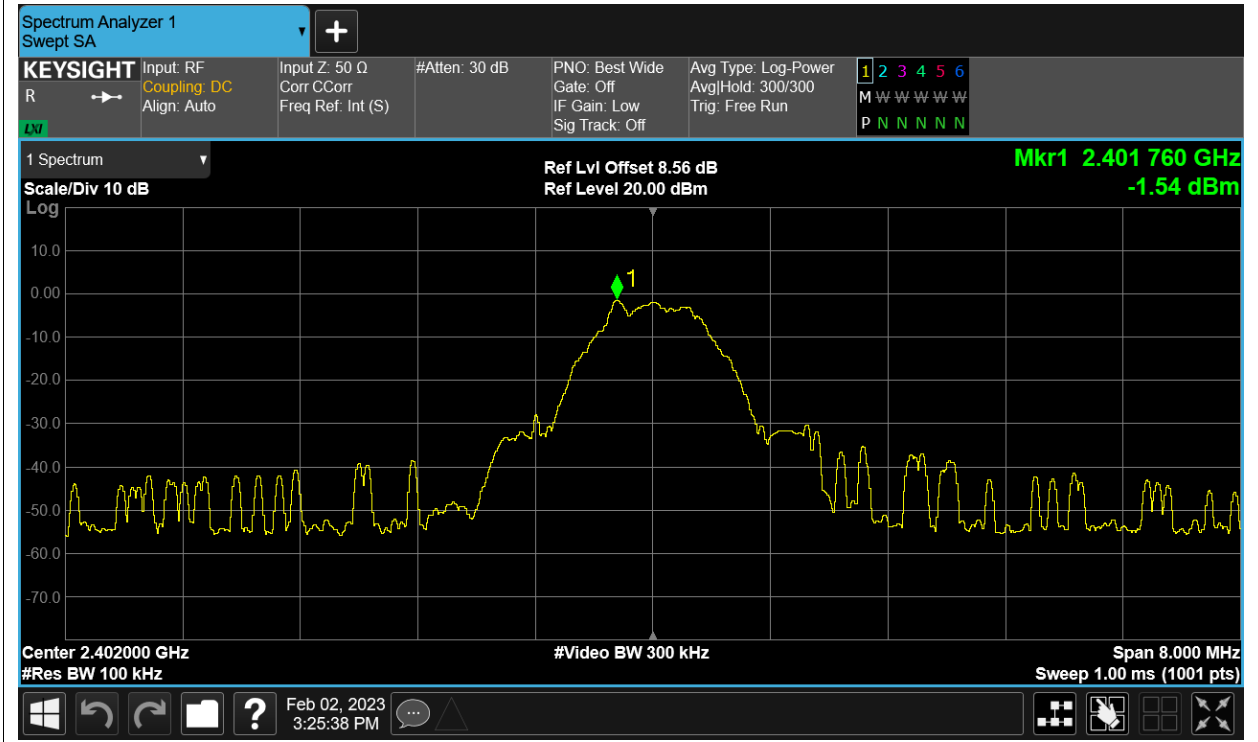 Spectrum Analyzer 1
Swept SA
KEYSIGHT
R
LXI
Input: RF
Coupling: DC
Align: Auto
Input Z: 50 Ω
Corr CCorr
Freq Ref: Int (S)
#Atten: 30 dB
PNO: Best Wide
Gate: Off
IF Gain: Low
Sig Track: Off
Avg Type: Log-Power
Avg|Hold: 300/300
Trig: Free Run
1 2 3 4 5 6
M W W W W W
P N N N N N
1 Spectrum
Scale/Div 10 dB
Log
Ref Lvl Offset 8.56 dB
Ref Level 20.00 dBm
Mkr1 2.401 760 GHz
-1.54 dBm
1
10.0
0.00
-10.0
-20.0
-30.0
-40.0
-50.0
-60.0
-70.0
Center 2.402000 GHz
#Res BW 100 kHz
#Video BW 300 kHz
Span 8.000 MHz
Sweep 1.00 ms (1001 pts)
?
Feb 02, 2023
3:25:38 PM